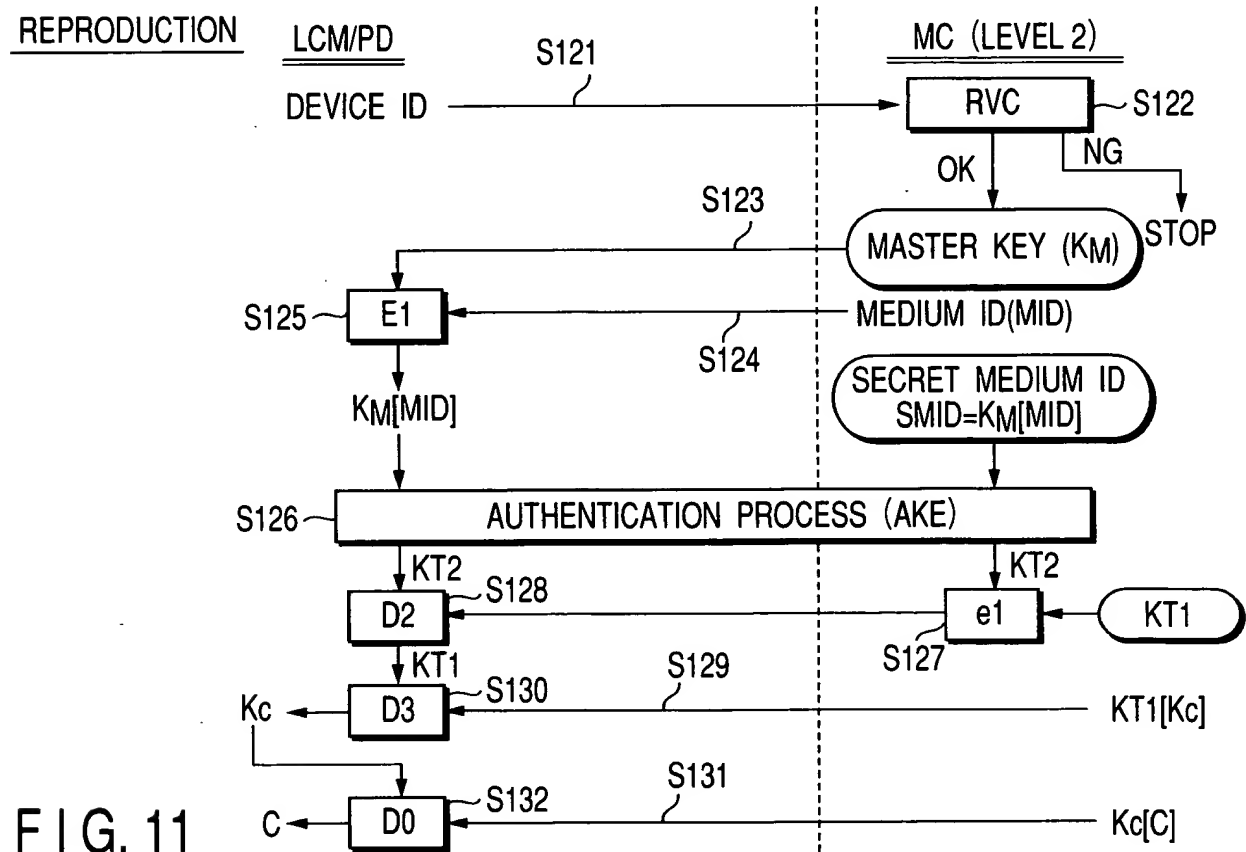 REPRODUCTION
LCM/PD
MC (LEVEL 2)
S121
DEVICE ID
RVC
S122
OK
NG
STOP
S123
MASTER KEY (KM)
S125
E1
S124
MEDIUM ID(MID)
KM[MID]
SECRET MEDIUM ID
SMID=KM[MID]
S126
AUTHENTICATION PROCESS (AKE)
KT2
KT2
D2
S128
e1
S127
KT1
KT1
Kc
D3
S130
S129
KT1[Kc]
C
D0
S132
S131
Kc[C]
FIG. 11